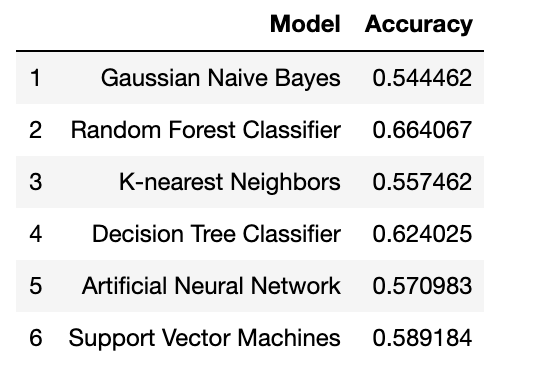 Model Accuracy
1 Gaussian Naive Bayes 0.544462
2 Random Forest Classifier 0.664067
3 K-nearest Neighbors 0.557462
4 Decision Tree Classifier 0.624025
5 Artificial Neural Network 0.570983
6 Support Vector Machines 0.589184